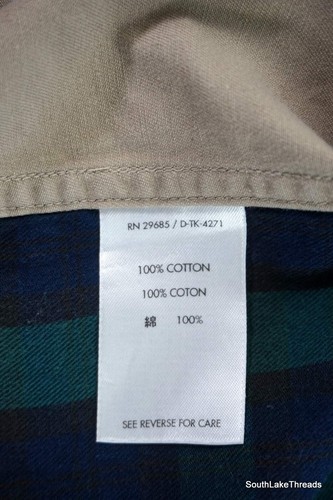 RN 29685 / D-TK-4271
100% COTTON
100% COTON
綿 100%
SEE REVERSE FOR CARE
SouthLakeThreads